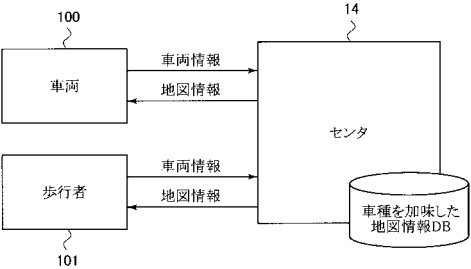 100
車両
車両情報
地図情報
14
センタ
歩行者
101
車両情報
地図情報
車種を加味した
地図情報DB